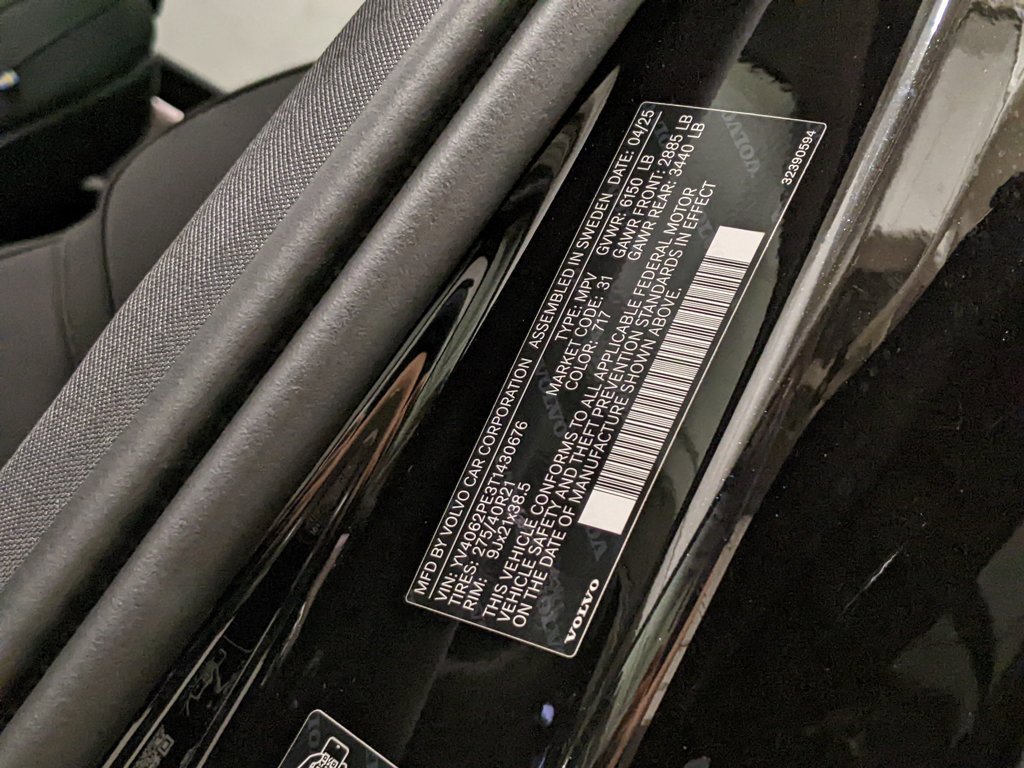 MFD BY VOLVO CAR CORPORATION ASSEMBLED IN SWEDEN DATE: 04/25
VIN: YV4062PE3T1430676 TYPE: MPV GVWR: 6150 LB
TIRES: 275/40R21 MARKET CODE: 31 GAWR FRONT: 2885 LB
RIM: 9Jx21x38.5 COLOR: 717 GAWR REAR: 3440 LB
THIS VEHICLE CONFORMS TO ALL APPLICABLE FEDERAL MOTOR
VEHICLE SAFETY AND THEFT PREVENTION STANDARDS IN EFFECT
ON THE DATE OF MANUFACTURE SHOWN ABOVE.
VOLVO
32390594